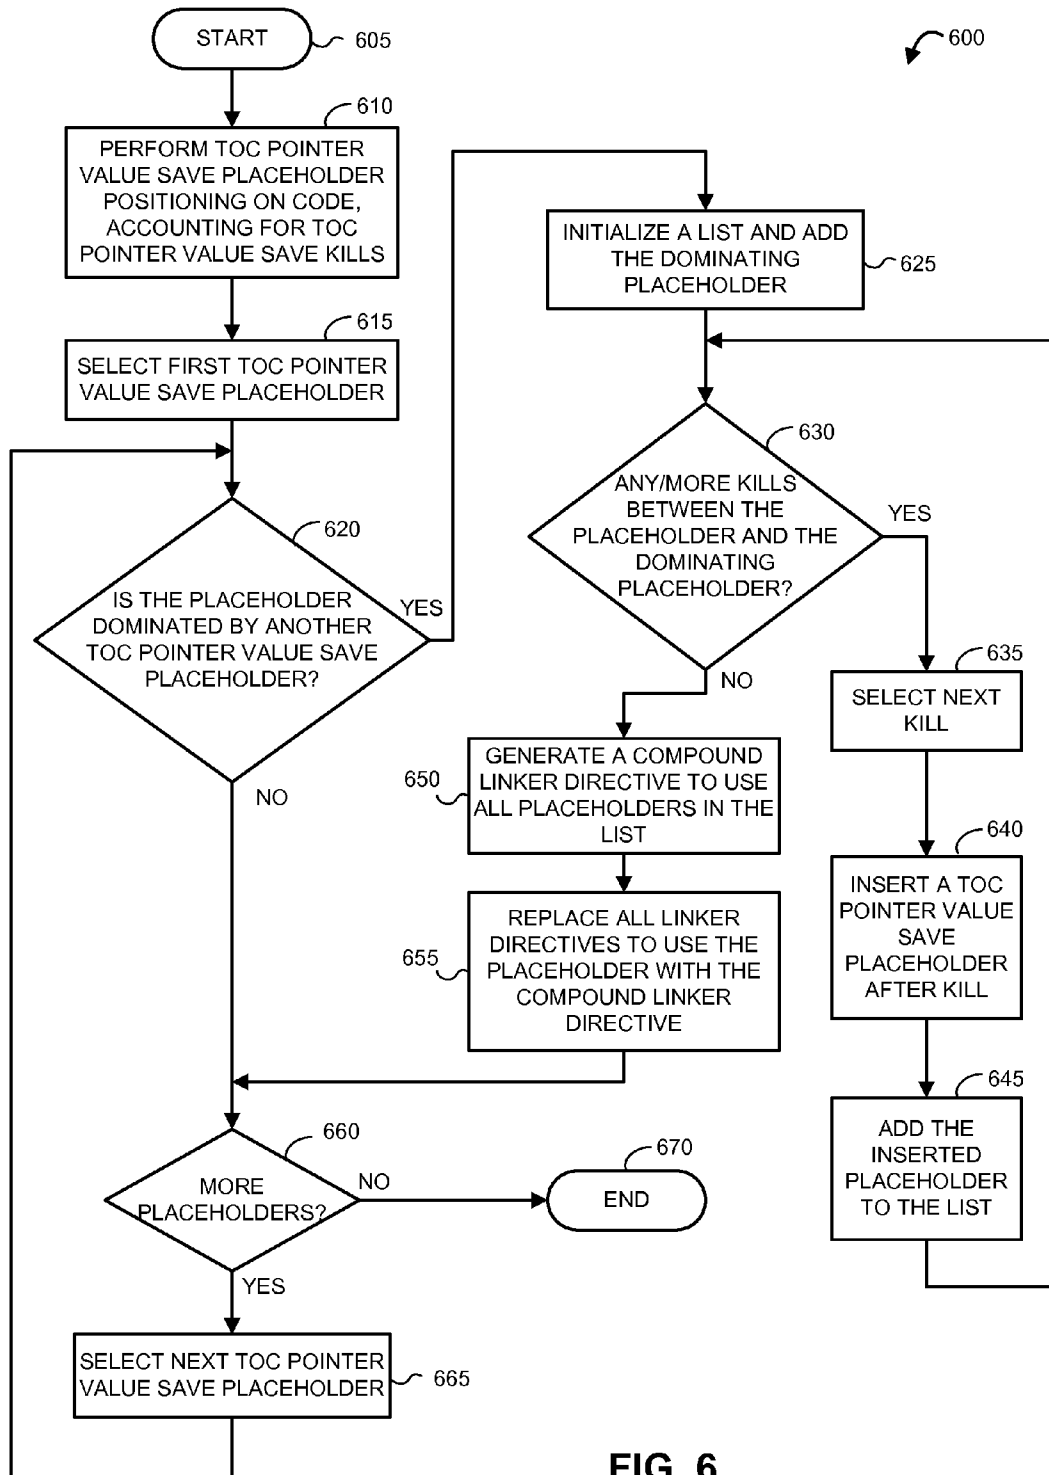 START
605
600
610
PERFORM TOC POINTER
VALUE SAVE PLACEHOLDER
POSITIONING ON CODE,
ACCOUNTING FOR TOC
POINTER VALUE SAVE KILLS
615
SELECT FIRST TOC POINTER
VALUE SAVE PLACEHOLDER
620
IS THE PLACEHOLDER
DOMINATED BY ANOTHER
TOC POINTER VALUE SAVE
PLACEHOLDER?
YES
NO
INITIALIZE A LIST AND ADD
THE DOMINATING
PLACEHOLDER
625
630
ANY/MORE KILLS
BETWEEN THE
PLACEHOLDER AND THE
DOMINATING
PLACEHOLDER?
YES
NO
635
SELECT NEXT
KILL
640
INSERT A TOC
POINTER VALUE
SAVE
PLACEHOLDER
AFTER KILL
645
ADD THE
INSERTED
PLACEHOLDER
TO THE LIST
650
GENERATE A COMPOUND
LINKER DIRECTIVE TO USE
ALL PLACEHOLDERS IN THE
LIST
655
REPLACE ALL LINKER
DIRECTIVES TO USE THE
PLACEHOLDER WITH THE
COMPOUND LINKER
DIRECTIVE
660
MORE
PLACEHOLDERS?
NO
YES
670
END
SELECT NEXT TOC POINTER
VALUE SAVE PLACEHOLDER
665
FIG. 6